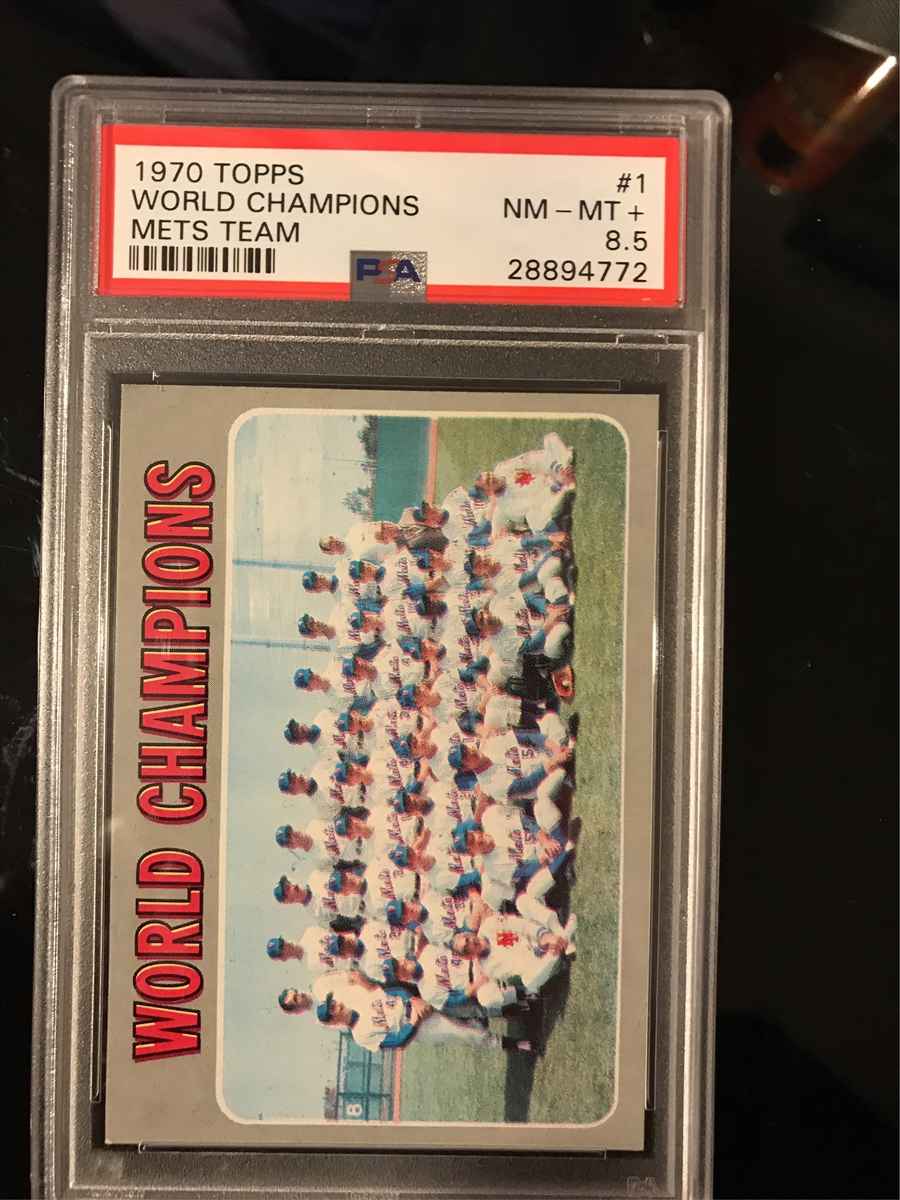 1970 TOPPS
#1
WORLD CHAMPIONS
NM - MT +
METS TEAM
8.5
PSA
28894772
WORLD CHAMPIONS